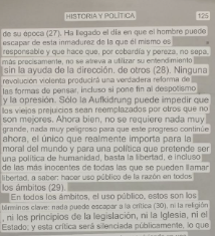 HISTORIA Y POLÍTICA 125
de su época (27). Ha llegado el día en que el hombre puede
escapar de esta inmadurez de la que él mismo es
responsable y que hace que, por cobardía y pereza, no sepa,
más precisamente, no se atreva a utilizar su entendimiento
sin la ayuda de la dirección, de otros (28). Ninguna
revolución violenta producirá una verdadera reforma de
las formas de pensar, incluso si pone fin al despotismo
y la opresión. Sólo la Aufklödung puede impedir que
los viejos prejuicios sean reemplazados por otros que no
son mejores. Ahora bien, no se requiere nada muy
grande, nada muy peligroso para que este progreso continúe
ahora, el único que realmente importa para la
moral del mundo y para una política que pretende ser
una política de humanidad, basta la libertad, e incluso
de las más inocentes de todas las que se pueden llamar
libertad, a saber: hacer uso público de la razón en todos
los ámbitos (29).
En todos los ámbitos, el uso público, estos son los
términos clave: nada puede escapar a la crítica (30), ni la religión
, ni los principios de la legislación, ni la Iglesia, ni el
Estado; y esta crítica será silenciada públicamente, lo que